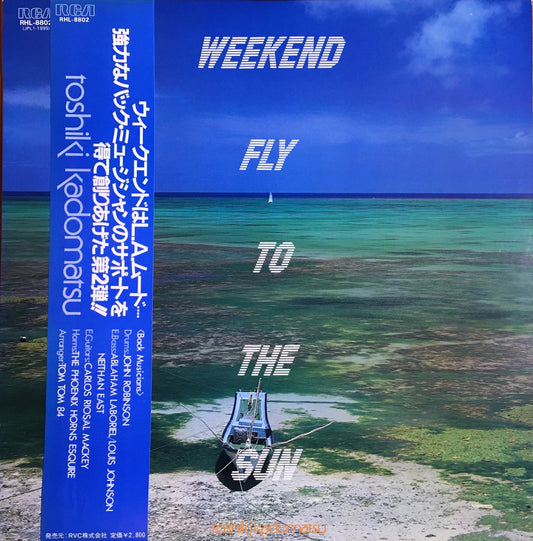 RCA
RHL-8802
RCA
RHL-8802
ウィークエンドはL.A.ムード…
強力なバック・ミュージシャンのサポートを
得て創りあげた第2弾!!
toshiki kadomatsu
〈Back Musicians〉
Drums:JOHN ROBINSON
E.Bass:ABLAHAM LABORIEL, LOUIS JOHNSON
NEITHAN EAST
E.Guitars:CARLOS RIOS,AL MACKEY
Horns:THE PHOENIX HORNS ESQUIRE
Arranger:TOM TOM 84
発売元:RVC株式会社 定価¥2,800
WEEKEND
FLY
TO
THE
SUN
toshiki kadomatsu